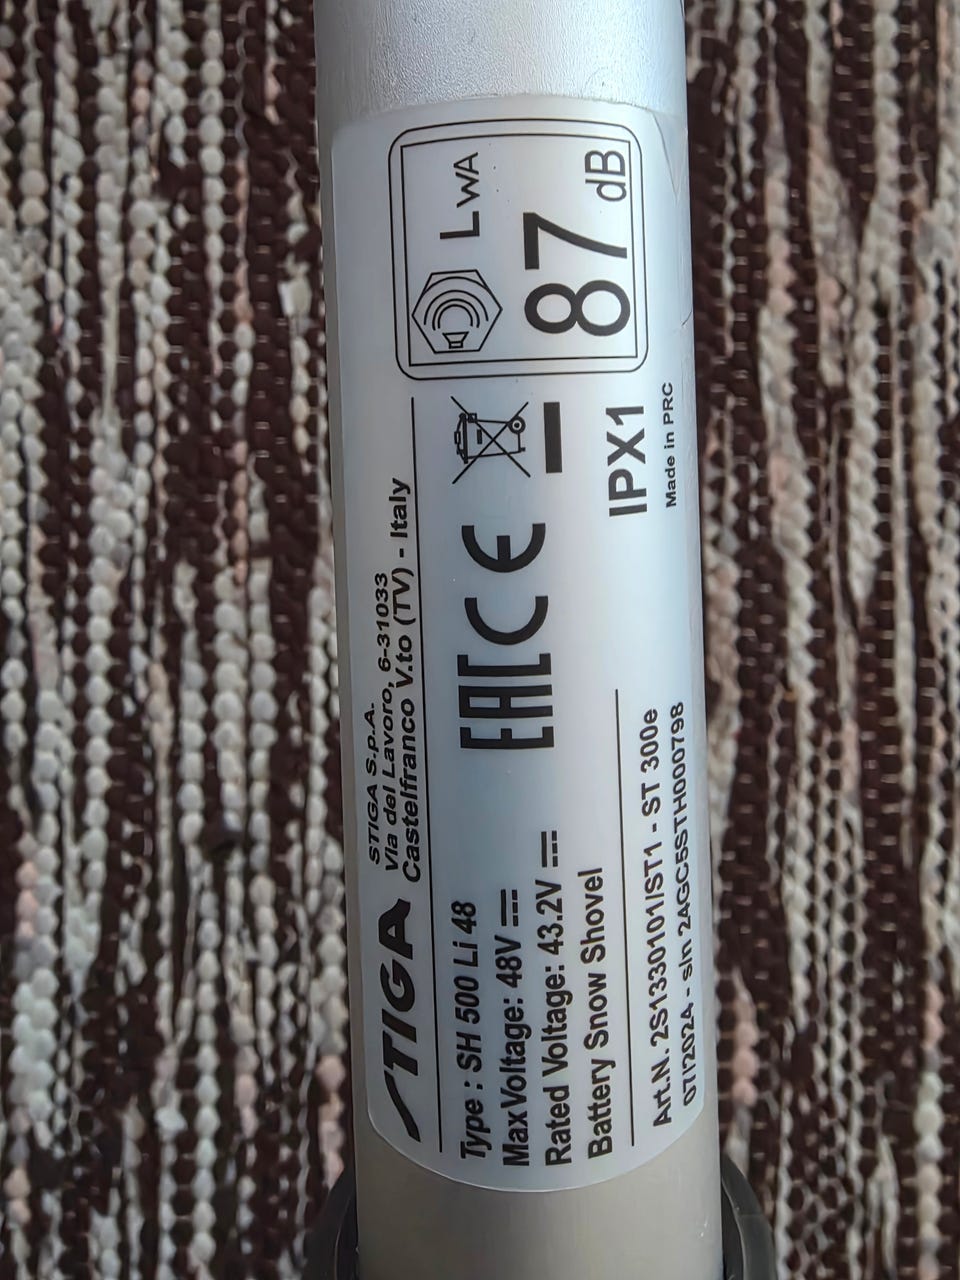 STIGA
STIGA S.p.A.
Via del Lavoro, 6-31033
Castelfranco V.to (TV) - Italy
Type : SH 500 Li 48
Max Voltage: 48V
Rated Voltage: 43.2V
Battery Snow Shovel
Art.N. 2S1330101/ST1 - ST 300e
07/2024 - s/n 24GC5STH000798
EAC CE
IPX1
Made in PRC
LWA
87
dB